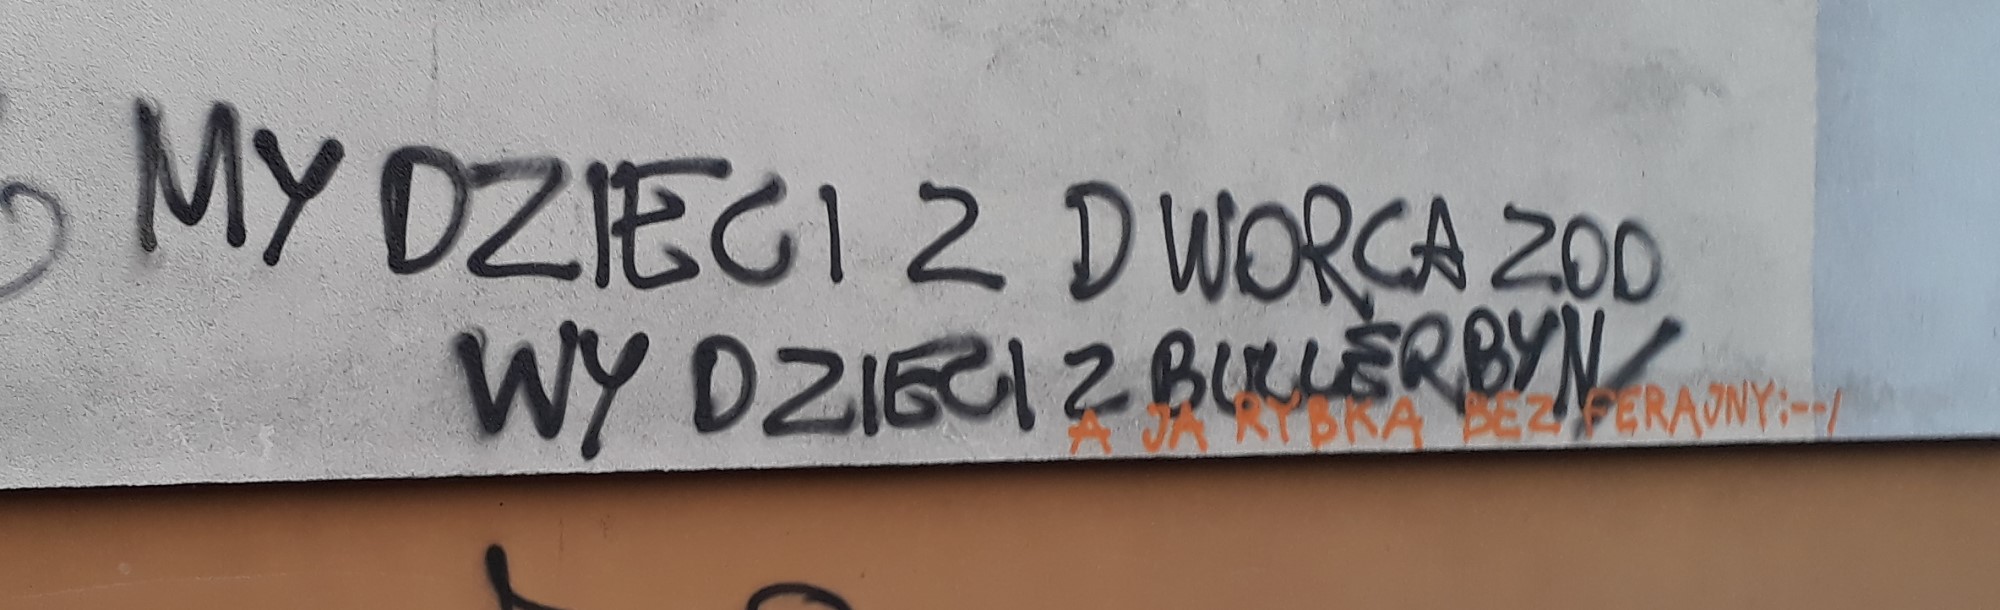 MY DZIECI Z DWORCA ZOO
WY DZIECI Z BULLERBYN
A JA RYBKA BEZ FERAJNY:--/